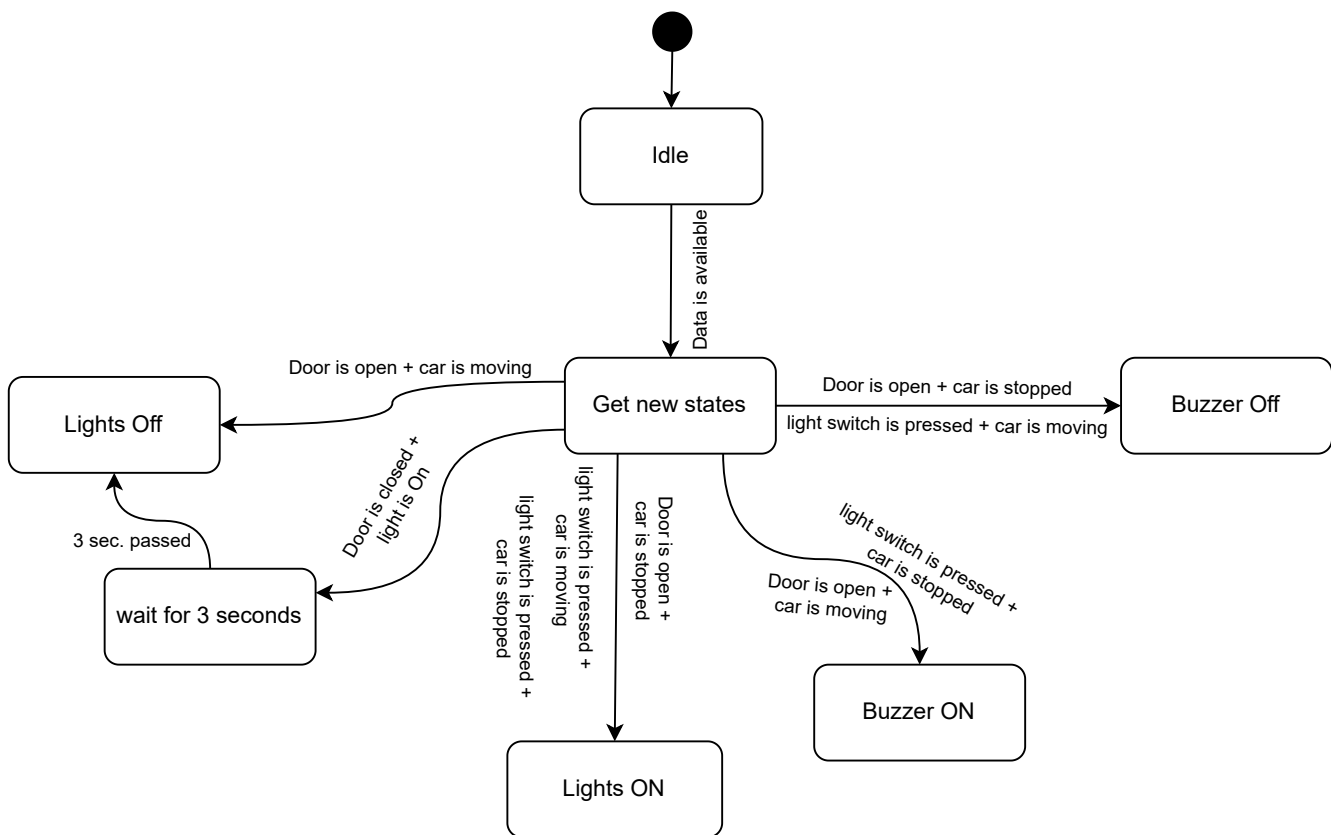 Idle
Data is available
Door is open + car is moving
Get new states
Door is open + car is stopped
light switch is pressed + car is moving
Buzzer Off
Lights Off
Door is closed +
light is On
3 sec. passed
wait for 3 seconds
light switch is pressed +
car is stopped
light switch is pressed +
car is moving
Door is open +
car is stopped
light switch is pressed +
car is stopped
Door is open +
car is moving
Buzzer ON
Lights ON